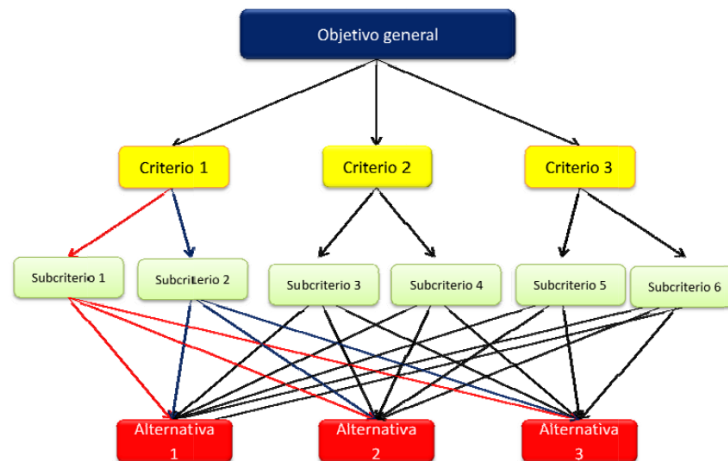 Objetivo general
Criterio 1
Criterio 2
Criterio 3
Subcriterio 1
Subcriterio 2
Subcriterio 3
Subcriterio 4
Subcriterio 5
Subcriterio 6
Alternativa
1
Alternativa
2
Alternativa
3